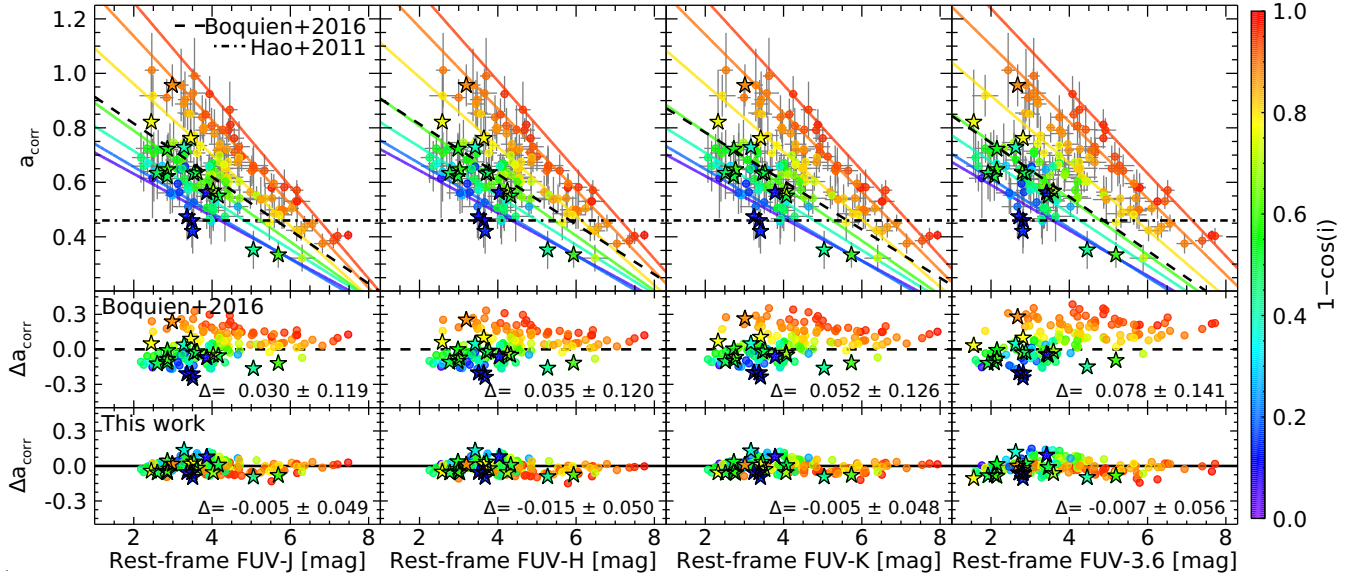 1.2
1.0
0.8
0.6
0.4
a_corr
Boquien+2016
Hao+2011
Boquien+2016
0.3
0.0
-0.3
Δa_corr
Δ= 0.030 ± 0.119
Δ= 0.035 ± 0.120
Δ= 0.052 ± 0.126
Δ= 0.078 ± 0.141
This work
0.3
0.0
-0.3
Δa_corr
Δ= -0.005 ± 0.049
Δ= -0.015 ± 0.050
Δ= -0.005 ± 0.048
Δ= -0.007 ± 0.056
2 4 6 8
2 4 6 8
2 4 6 8
2 4 6 8
Rest-frame FUV-J [mag]
Rest-frame FUV-H [mag]
Rest-frame FUV-K [mag]
Rest-frame FUV-3.6 [mag]
1.0
0.8
0.6
0.4
0.2
0.0
1−cos(i)